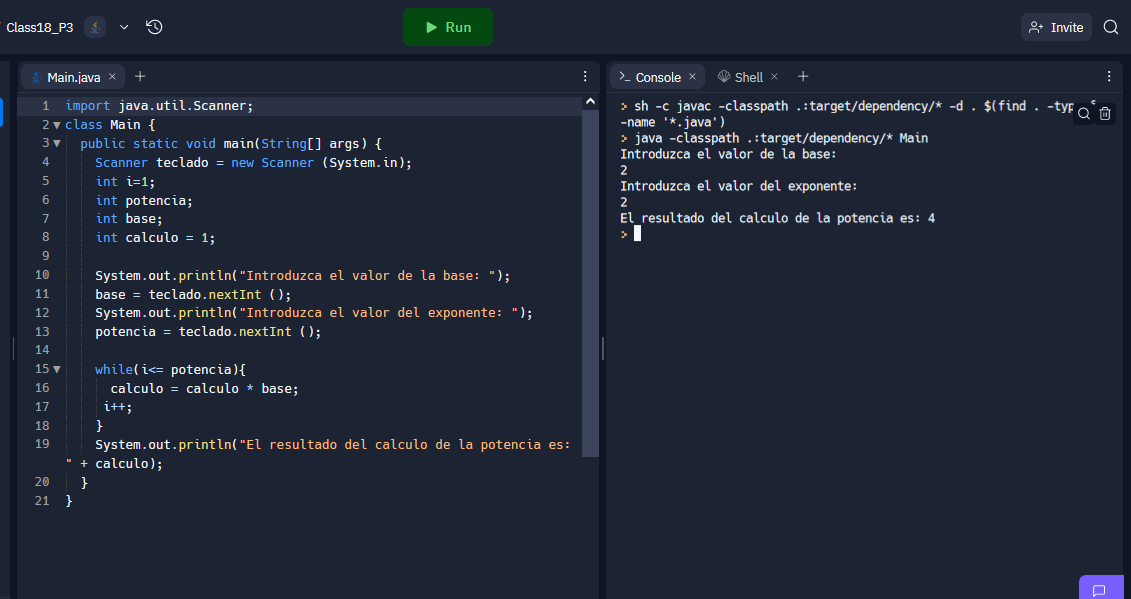 Class18_P3
Run
Invite
Main.java × +
Console × Shell × +
1 import java.util.Scanner;
2 class Main {
3 public static void main(String[] args) {
4 Scanner teclado = new Scanner (System.in);
5 int i=1;
6 int potencia;
7 int base;
8 int calculo = 1;
9
10 System.out.println("Introduzca el valor de la base: ");
11 base = teclado.nextInt ();
12 System.out.println("Introduzca el valor del exponente: ");
13 potencia = teclado.nextInt ();
14
15 while(i<= potencia){
16 calculo = calculo * base;
17 i++;
18 }
19 System.out.println("El resultado del calculo de la potencia es:
" + calculo);
20 }
21 }
> sh -c javac -classpath .:target/dependency/* -d . $(find . -type f
-name '*.java')
> java -classpath .:target/dependency/* Main
Introduzca el valor de la base:
2
Introduzca el valor del exponente:
2
El resultado del calculo de la potencia es: 4
>